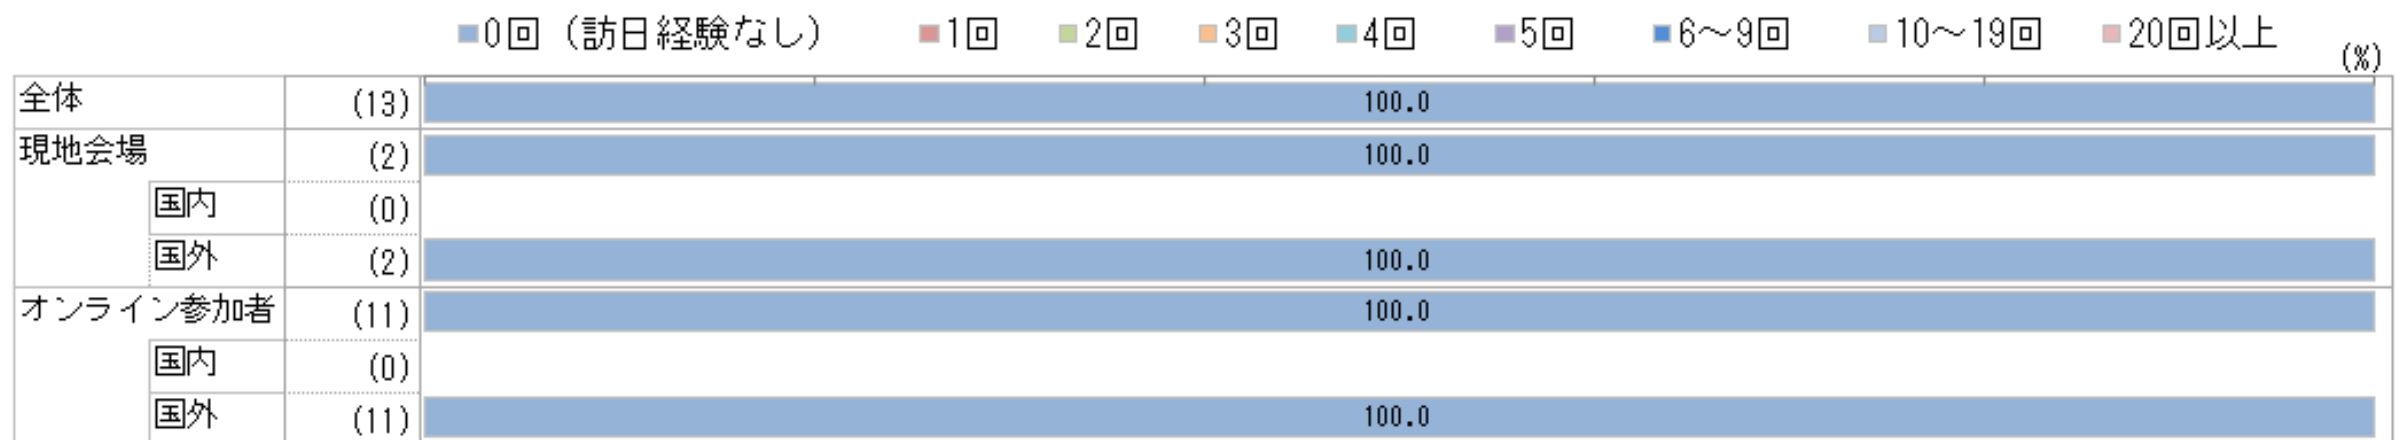 0回（訪日経験なし） 1回 2回 3回 4回 5回 6～9回 10～19回 20回以上
(%)
全体 (13) 100.0
現地会場 (2) 100.0
国内 (0)
国外 (2) 100.0
オンライン参加者 (11) 100.0
国内 (0)
国外 (11) 100.0